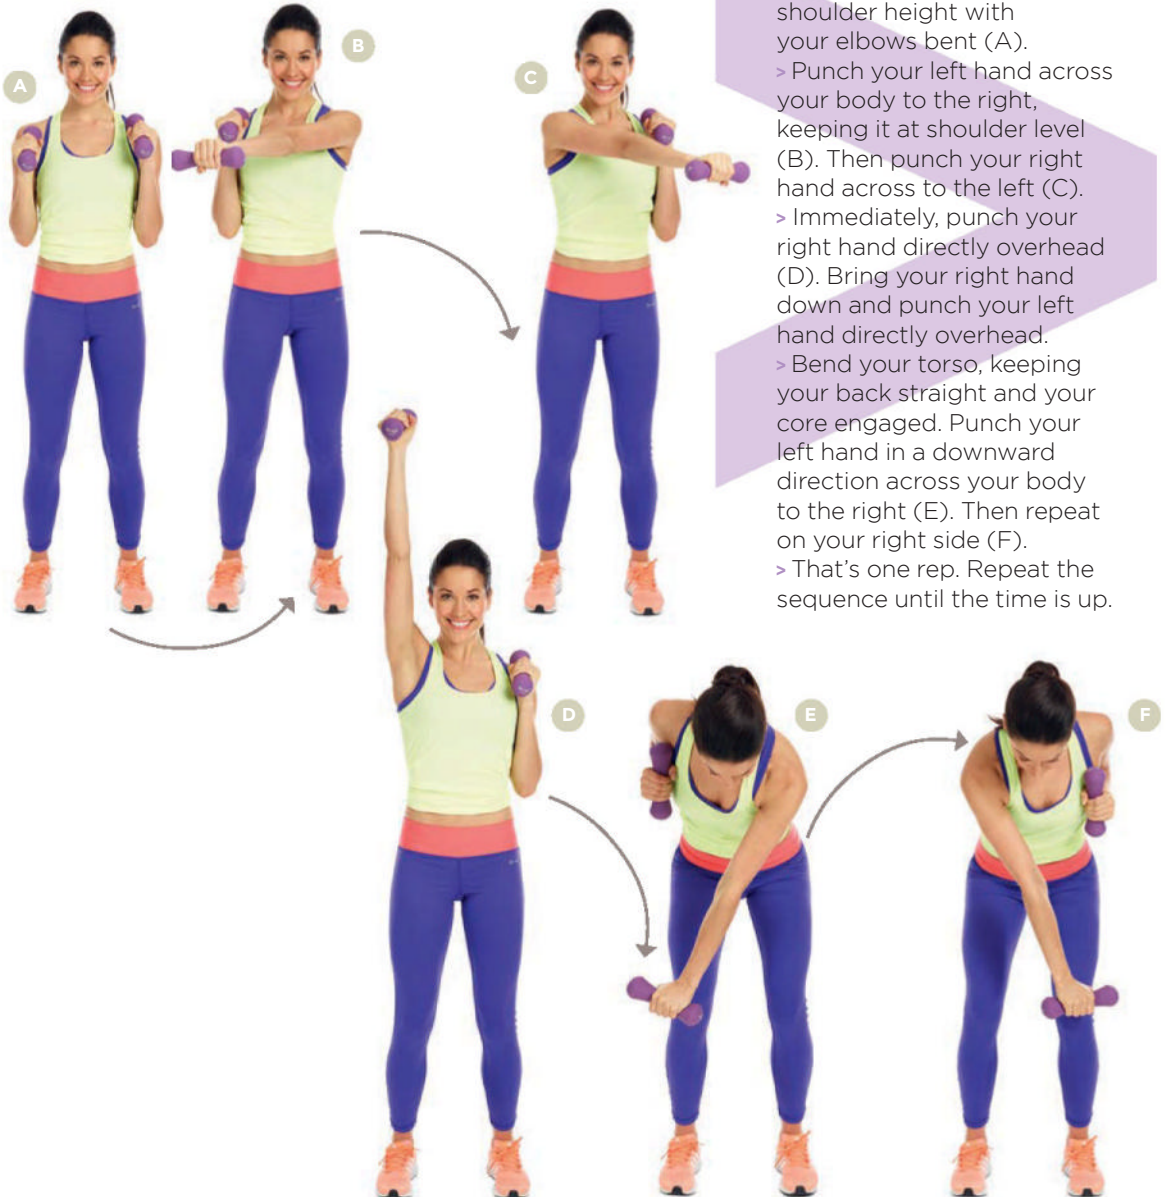 shoulder height with
your elbows bent (A).
> Punch your left hand across
your body to the right,
keeping it at shoulder level
(B). Then punch your right
hand across to the left (C).
> Immediately, punch your
right hand directly overhead
(D). Bring your right hand
down and punch your left
hand directly overhead.
> Bend your torso, keeping
your back straight and your
core engaged. Punch your
left hand in a downward
direction across your body
to the right (E). Then repeat
on your right side (F).
> That’s one rep. Repeat the
sequence until the time is up.
A
B
C
D
E
F